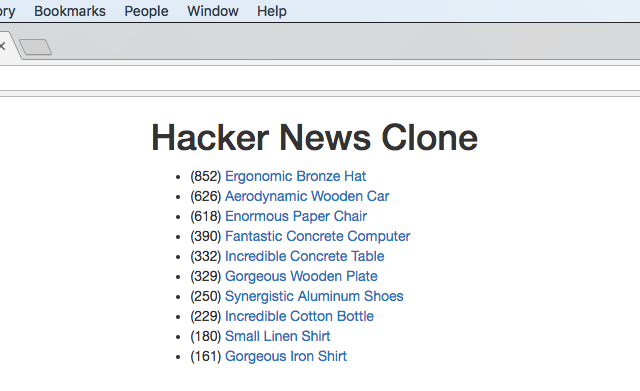 ory Bookmarks People Window Help
Hacker News Clone
(852) Ergonomic Bronze Hat
(626) Aerodynamic Wooden Car
(618) Enormous Paper Chair
(390) Fantastic Concrete Computer
(332) Incredible Concrete Table
(329) Gorgeous Wooden Plate
(250) Synergistic Aluminum Shoes
(229) Incredible Cotton Bottle
(180) Small Linen Shirt
(161) Gorgeous Iron Shirt